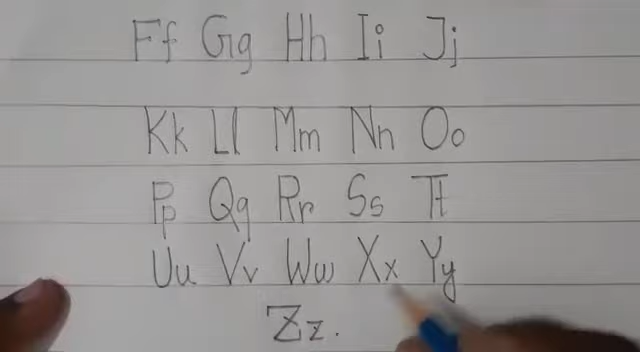 Ff Gg Hh Ii Jj
Kk Ll Mm Nn Oo
Pp Qq Rr Ss Tt
Uu Vv Ww Xx Yy
Zz.